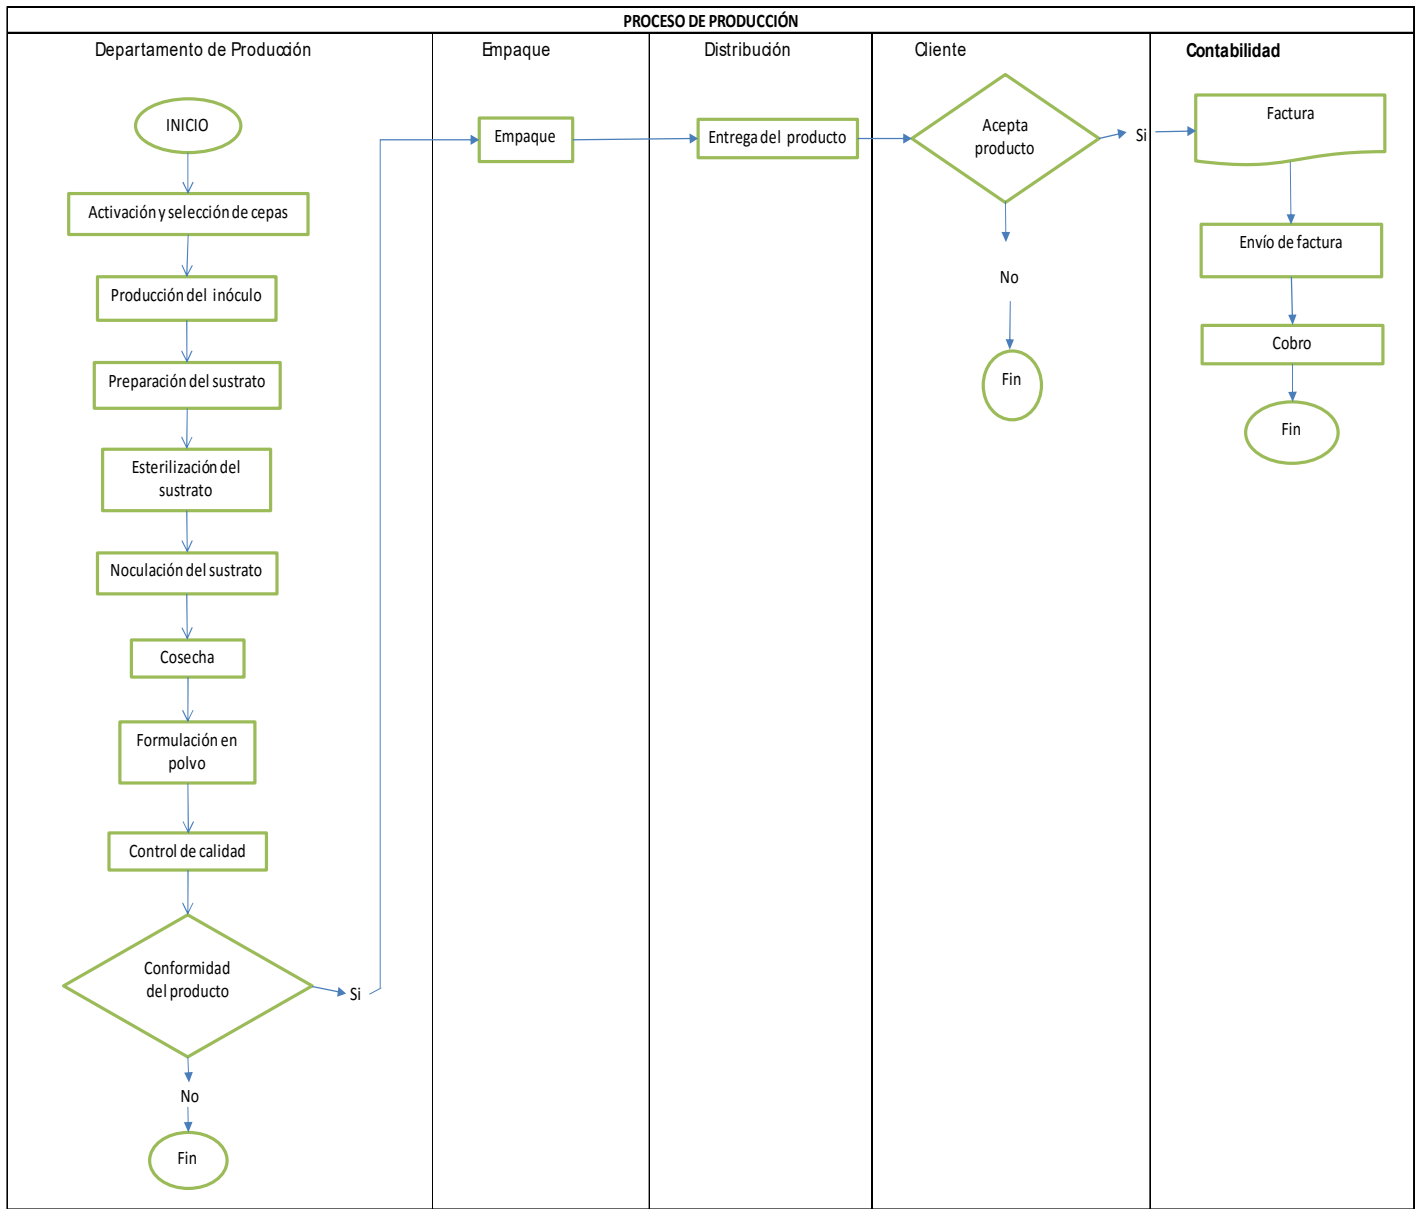 PROCESO DE PRODUCCIÓN
Departamento de Producción
Empaque
Distribución
Cliente
Contabilidad
INICIO
Activación y selección de cepas
Producción del inóculo
Preparación del sustrato
Esterilización del
sustrato
Noculación del sustrato
Cosecha
Formulación en
polvo
Control de calidad
Conformidad
del producto
Si
No
Fin
Empaque
Entrega del producto
Acepta
producto
Si
No
Fin
Factura
Envío de factura
Cobro
Fin